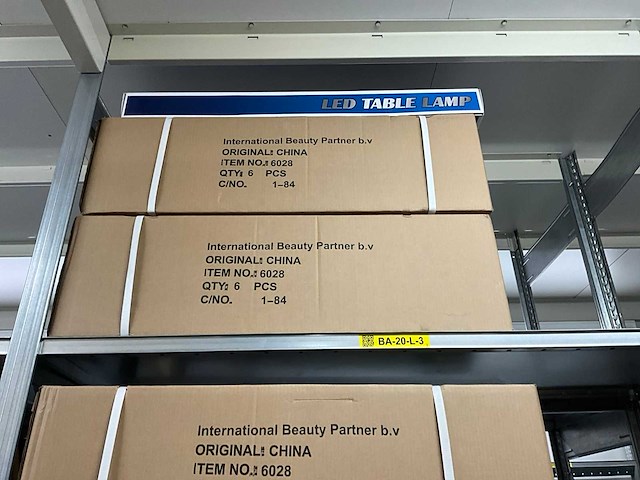 LED TABLE LAMP
International Beauty Partner b.v
ORIGINAL: CHINA
ITEM NO.: 6028
QTY: 6 PCS
C/NO. 1-84
International Beauty Partner b.v
ORIGINAL: CHINA
ITEM NO.: 6028
QTY: 6 PCS
C/NO. 1-84
BA-20-L-3
International Beauty Partner b.v
ORIGINAL: CHINA
ITEM NO.: 6028